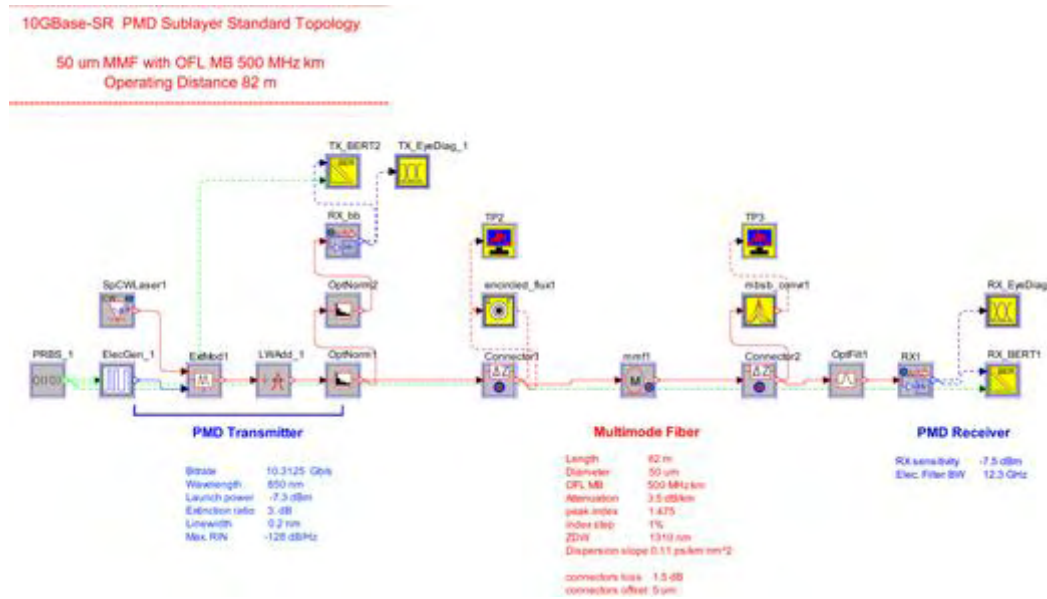 10GBase-SR PMD Sublayer Standard Topology
50 um MMF with OFL MB 500 MHz km
Operating Distance 82 m
TX_BERT2 TX_EyeDiag_1
RX_bb TP2 TP3
SpCWLaser1 OptNorm2 encircled_flux1 RX_EyeDiag
PRBS_1 ElecGen_1 ExMod1 LWAdd_1 OptNorm1 Connector1 mmf1 Connector2 OptFilt1 RX1 RX_BERT1
PMD Transmitter
Bitrate 10.3125 Gb/s
Wavelength 850 nm
Launch power -7.3 dBm
Extinction ratio 3. dB
Linewidth 0.2 nm
Max. RIN -128 dB/Hz
Multimode Fiber
Length 82 m
Diameter 50 um
OFL MB 500 MHz km
Attenuation 3.5 dB/km
peak index 1.475
index step 1%
ZDW 1310 nm
Dispersion slope 0.11 ps/km nm^2
connectors loss 1.5 dB
connectors offset 5 um
PMD Receiver
RX sensitivity -7.5 dBm
Elec. Filter BW 12.3 GHz